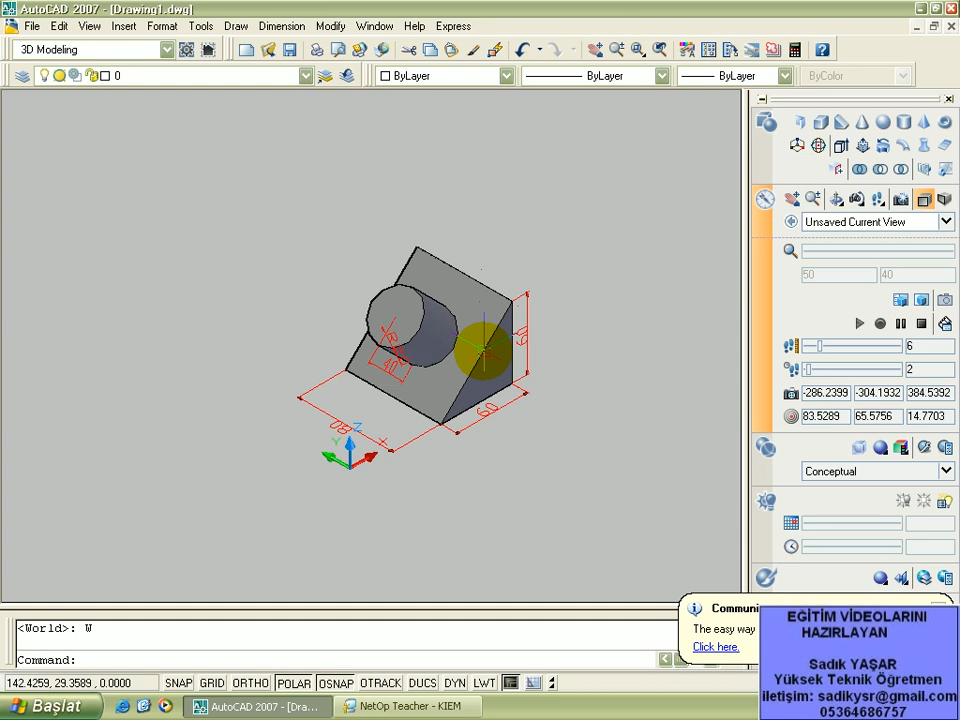 AutoCAD 2007 - [Drawing1.dwg]
File Edit View Insert Format Tools Draw Dimension Modify Window Help Express
3D Modeling
0 ByLayer ByLayer ByLayer ByColor
Unsaved Current View
50 40
6
2
-286.2399 -304.1932 384.5392
83.5289 65.5756 14.7703
Conceptual
60
40
80
60
X
Y
Z
<World>: W
Command:
Communi
The easy way
Click here.
142.4259, 29.3589 , 0.0000 SNAP GRID ORTHO POLAR OSNAP OTRACK DUCS DYN LWT
Başlat AutoCAD 2007 - [Dra... NetOp Teacher - KIEM
EĞİTİM VİDEOLARINI
HAZIRLAYAN
Sadık YAŞAR
Yüksek Teknik Öğretmen
iletişim: sadikysr@gmail.com
05364686757